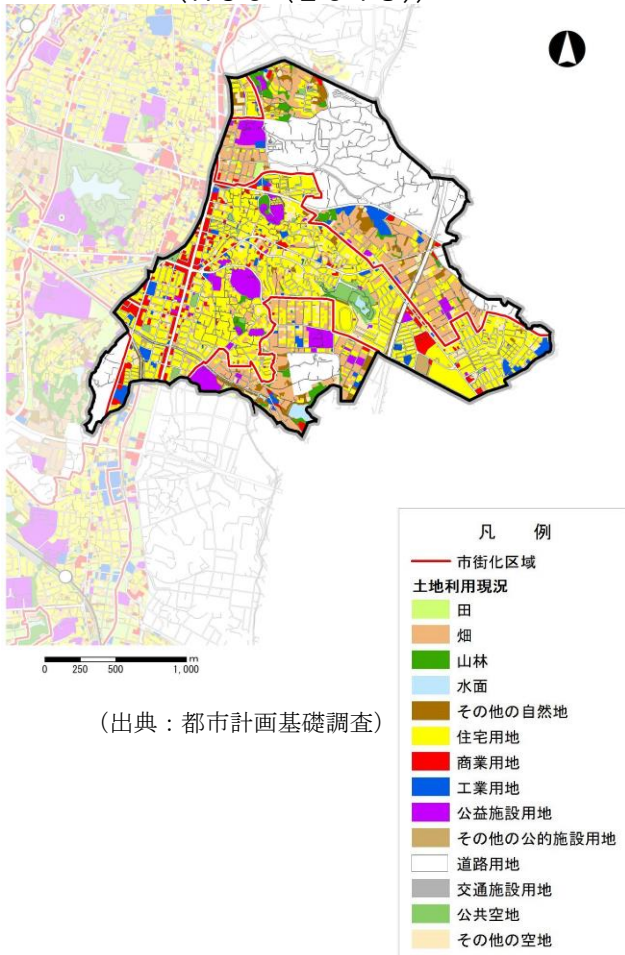 0 250 500 1,000 m
(出典:都市計画基礎調査)
凡 例
市街化区域
土地利用現況
田
畑
山林
水面
その他の自然地
住宅用地
商業用地
工業用地
公益施設用地
その他の公的施設用地
道路用地
交通施設用地
公共空地
その他の空地